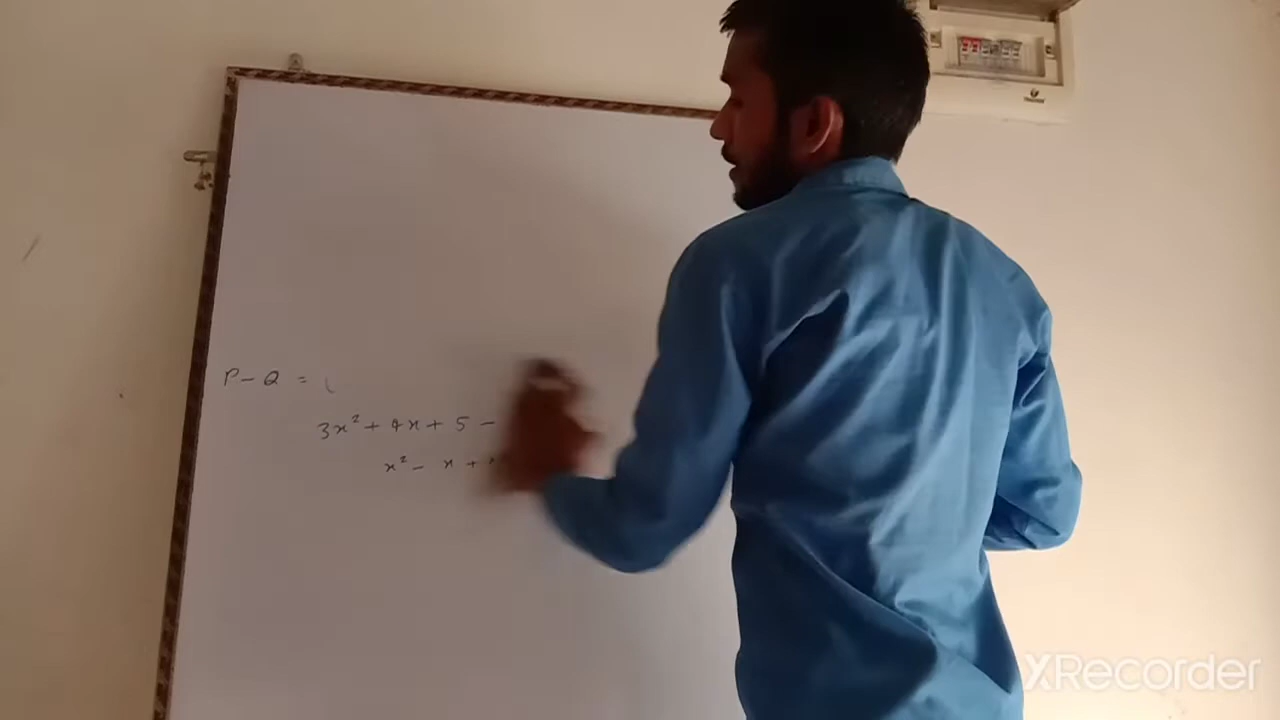 P - Q = (
3x² + 4x + 5 -
x² - x +
XRecorder